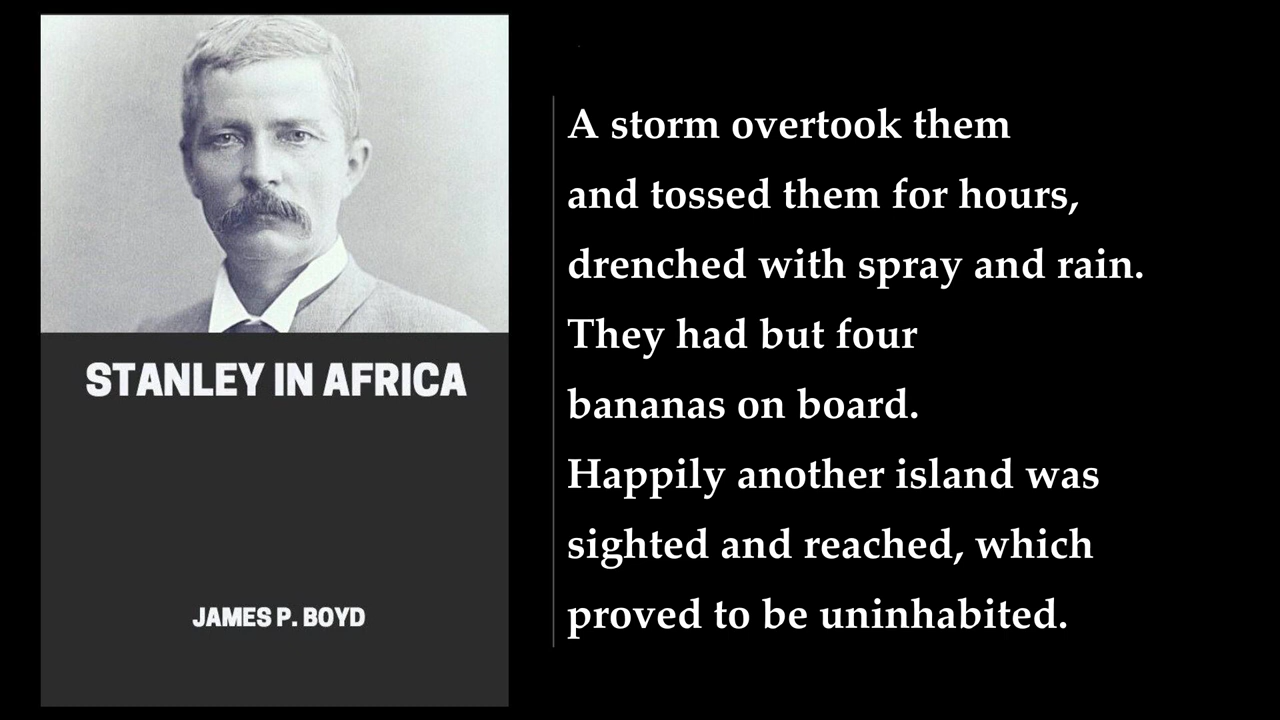 STANLEY IN AFRICA
JAMES P. BOYD
A storm overtook them
and tossed them for hours,
drenched with spray and rain.
They had but four
bananas on board.
Happily another island was
sighted and reached, which
proved to be uninhabited.